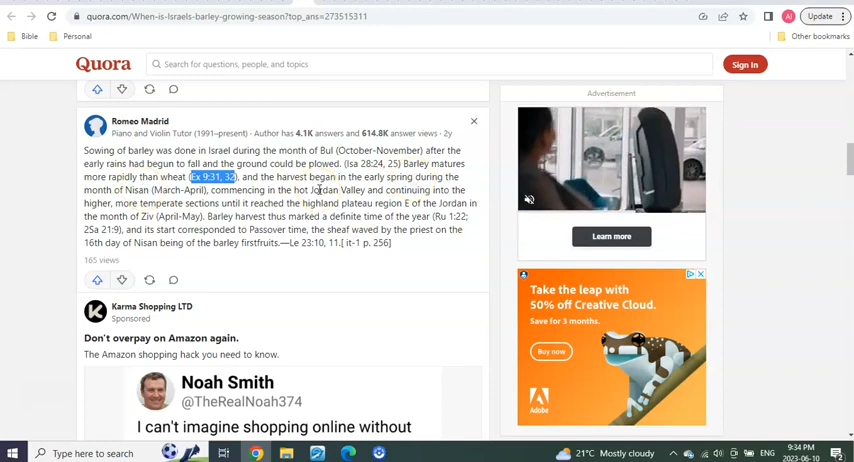 quora.com/When-is-Israels-barley-growing-season?top_ans=273515311
AI
Update
Bible
Personal
Other bookmarks
Quora
Search for questions, people, and topics
Sign In
Advertisement
Romeo Madrid
Piano and Violin Tutor (1991–present) · Author has 4.1K answers and 614.8K answer views · 2y
Sowing of barley was done in Israel during the month of Bul (October-November) after the
early rains had begun to fall and the ground could be plowed. (Isa 28:24, 25) Barley matures
more rapidly than wheat (Ex 9:31, 32), and the harvest began in the early spring during the
month of Nisan (March-April), commencing in the hot Jordan Valley and continuing into the
higher, more temperate sections until it reached the highland plateau region E of the Jordan in
the month of Ziv (April-May). Barley harvest thus marked a definite time of the year (Ru 1:22;
2Sa 21:9), and its start corresponded to Passover time, the sheaf waved by the priest on the
16th day of Nisan being of the barley firstfruits.—Le 23:10, 11.[ it-1 p. 256]
165 views
Learn more
Karma Shopping LTD
Sponsored
Don't overpay on Amazon again.
The Amazon shopping hack you need to know.
Noah Smith
@TheRealNoah374
I can't imagine shopping online without
Take the leap with
50% off Creative Cloud.
Save for 3 months.
Buy now
Adobe
Type here to search
21°C Mostly cloudy
ENG
9:34 PM
2023-06-10
2